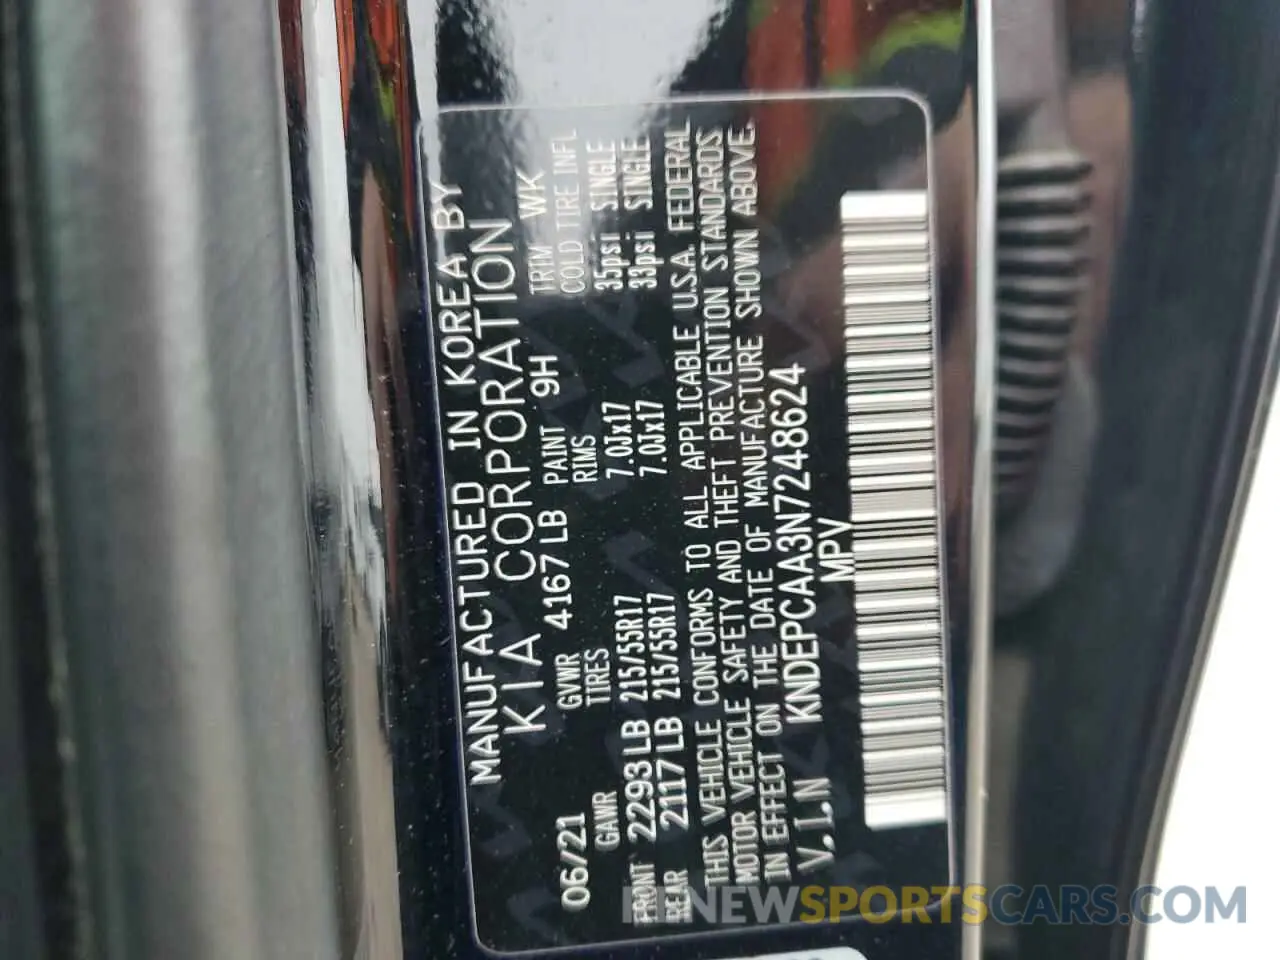 MANUFACTURED IN KOREA BY
KIA CORPORATION
06/21 GVWR 4167 LB PAINT 9H TRIM WK
GAWR TIRES RIMS COLD TIRE INFL
FRONT 2293 LB 215/55R17 7.0Jx17 35psi SINGLE
REAR 2117 LB 215/55R17 7.0Jx17 33psi SINGLE
THIS VEHICLE CONFORMS TO ALL APPLICABLE U.S.A. FEDERAL
MOTOR VEHICLE SAFETY AND THEFT PREVENTION STANDARDS
IN EFFECT ON THE DATE OF MANUFACTURE SHOWN ABOVE.
V.I.N KNDEPCAA3N7248624
MPV
RENEWSPORTSCARS.COM